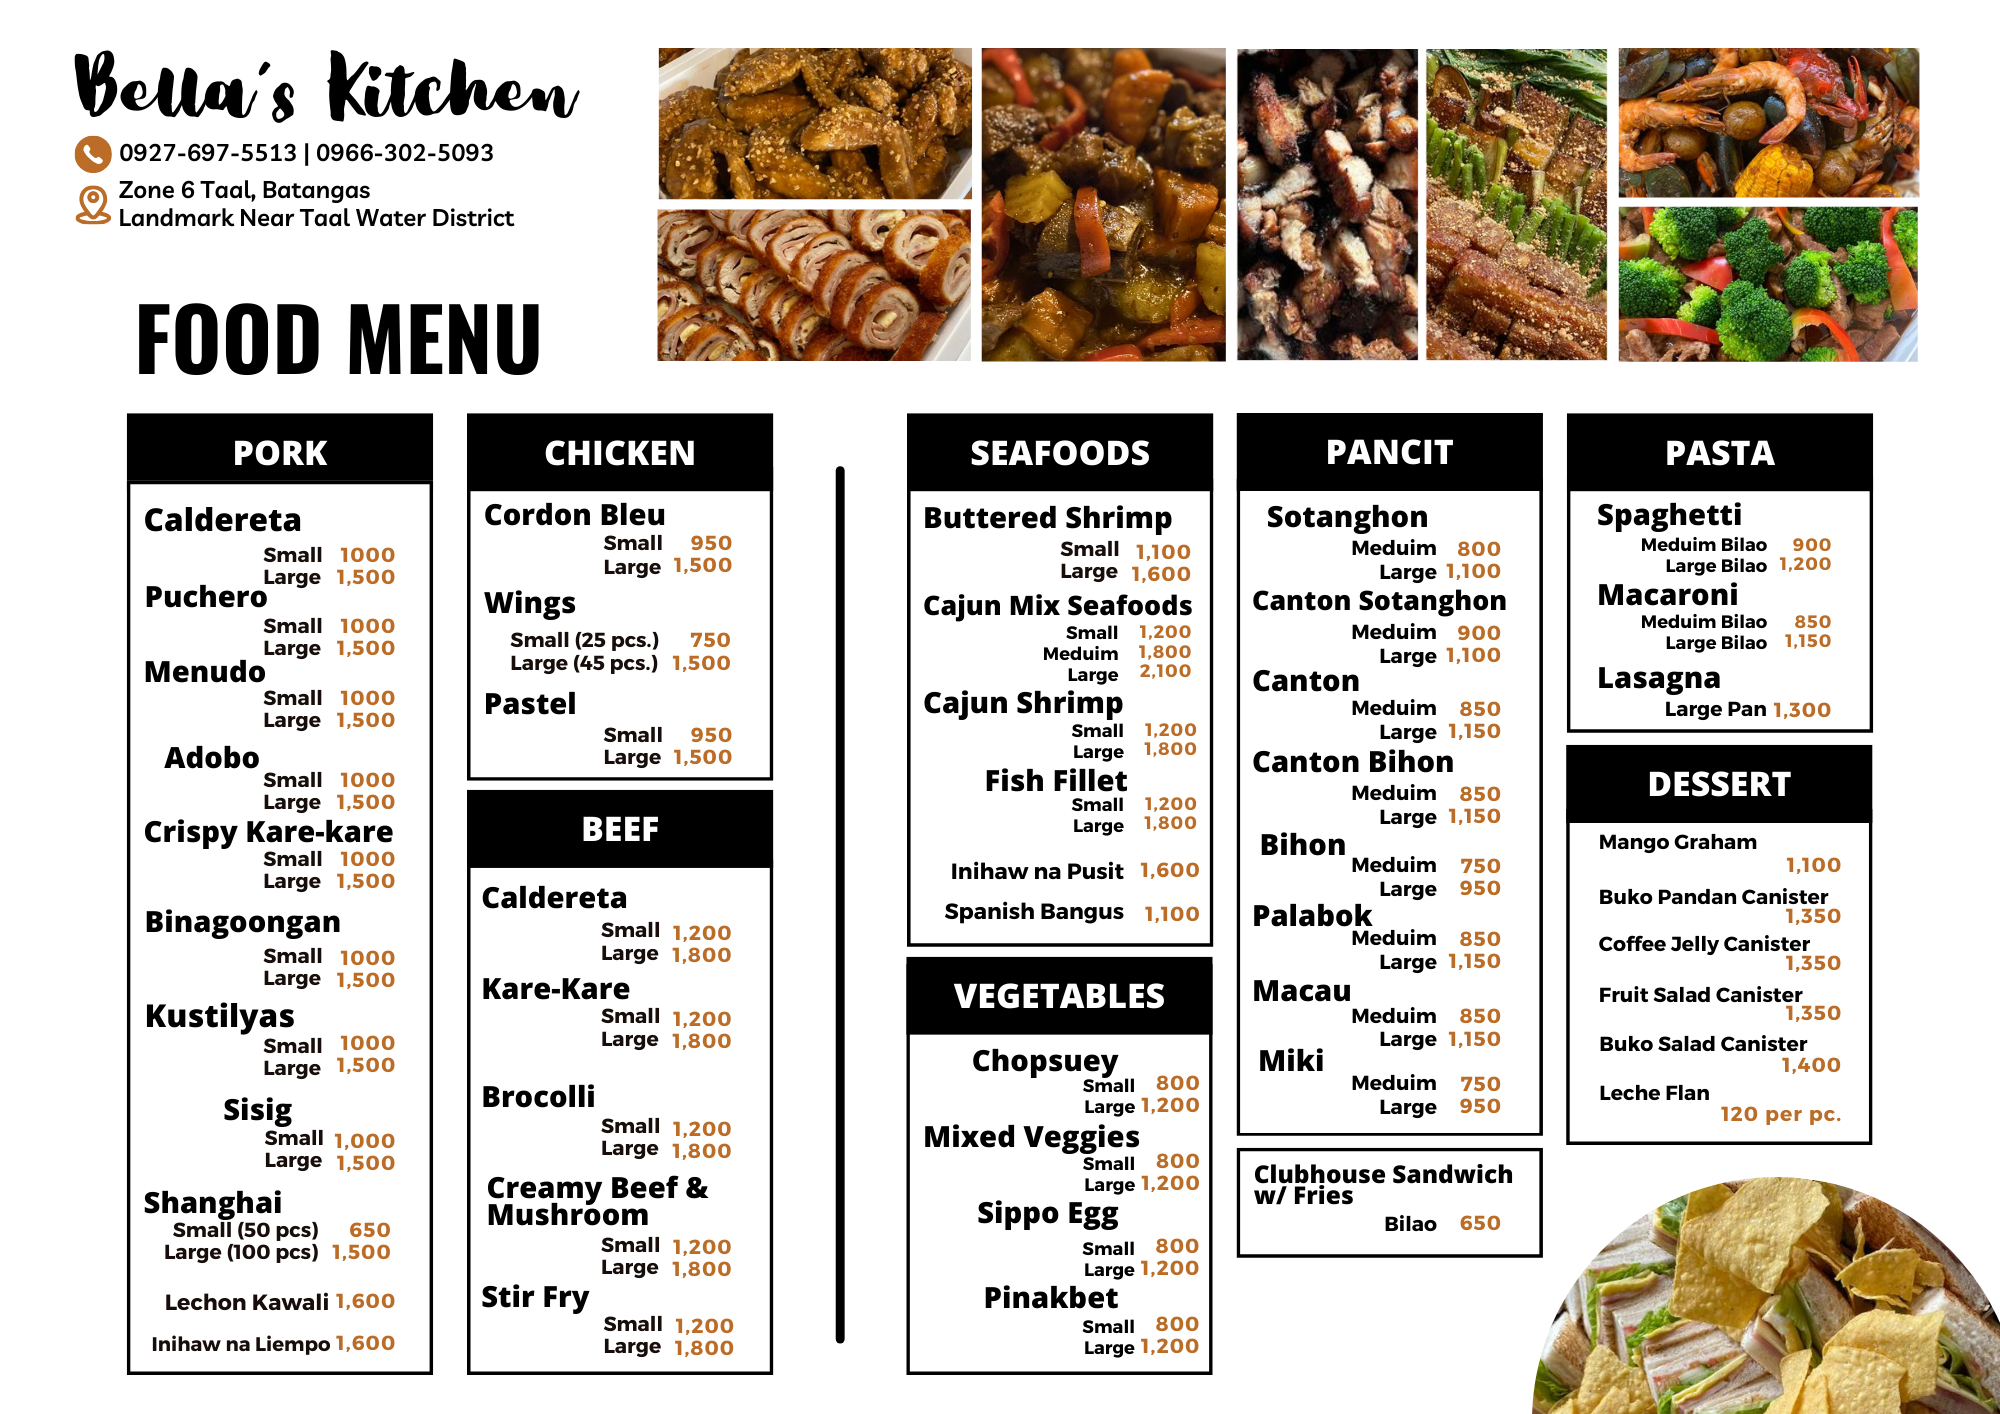 Bella's Kitchen
0927-697-5513 | 0966-302-5093
Zone 6 Taal, Batangas
Landmark Near Taal Water District
FOOD MENU
PORK
Caldereta
Small 1000
Large 1,500
Puchero
Small 1000
Large 1,500
Menudo
Small 1000
Large 1,500
Adobo
Small 1000
Large 1,500
Crispy Kare-kare
Small 1000
Large 1,500
Binagoongan
Small 1000
Large 1,500
Kustilyas
Small 1000
Large 1,500
Sisig
Small 1,000
Large 1,500
Shanghai
Small (50 pcs) 650
Large (100 pcs) 1,500
Lechon Kawali 1,600
Inihaw na Liempo 1,600
CHICKEN
Cordon Bleu
Small 950
Large 1,500
Wings
Small (25 pcs.) 750
Large (45 pcs.) 1,500
Pastel
Small 950
Large 1,500
BEEF
Caldereta
Small 1,200
Large 1,800
Kare-Kare
Small 1,200
Large 1,800
Brocolli
Small 1,200
Large 1,800
Creamy Beef &
Mushroom
Small 1,200
Large 1,800
Stir Fry
Small 1,200
Large 1,800
SEAFOODS
Buttered Shrimp
Small 1,100
Large 1,600
Cajun Mix Seafoods
Small 1,200
Meduim 1,800
Large 2,100
Cajun Shrimp
Small 1,200
Large 1,800
Fish Fillet
Small 1,200
Large 1,800
Inihaw na Pusit 1,600
Spanish Bangus 1,100
VEGETABLES
Chopsuey
Small 800
Large 1,200
Mixed Veggies
Small 800
Large 1,200
Sippo Egg
Small 800
Large 1,200
Pinakbet
Small 800
Large 1,200
PANCIT
Sotanghon
Meduim 800
Large 1,100
Canton Sotanghon
Meduim 900
Large 1,100
Canton
Meduim 850
Large 1,150
Canton Bihon
Meduim 850
Large 1,150
Bihon
Meduim 750
Large 950
Palabok
Meduim 850
Large 1,150
Macau
Meduim 850
Large 1,150
Miki
Meduim 750
Large 950
Clubhouse Sandwich
w/ Fries
Bilao 650
PASTA
Spaghetti
Meduim Bilao 900
Large Bilao 1,200
Macaroni
Meduim Bilao 850
Large Bilao 1,150
Lasagna
Large Pan 1,300
DESSERT
Mango Graham
1,100
Buko Pandan Canister
1,350
Coffee Jelly Canister
1,350
Fruit Salad Canister
1,350
Buko Salad Canister
1,400
Leche Flan
120 per pc.